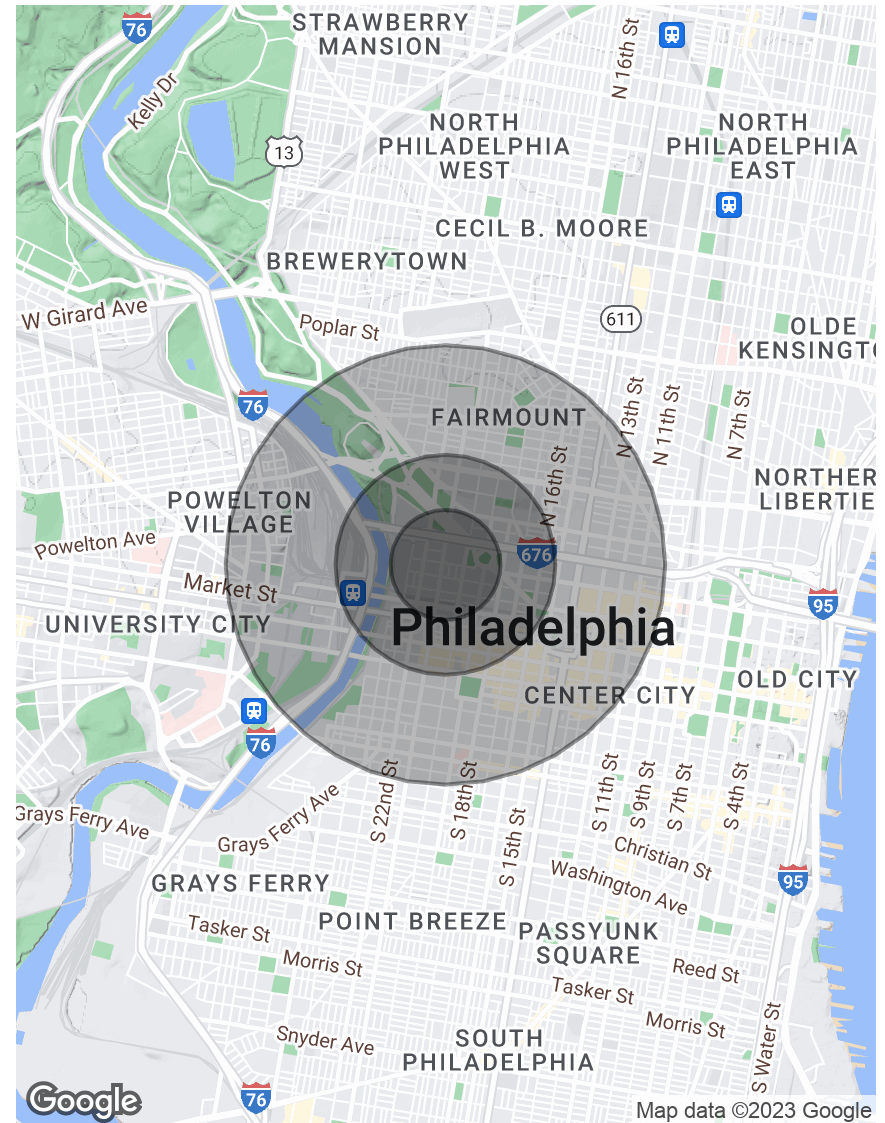 76
STRAWBERRY
MANSION
N 16th St
Kelly Dr
13
NORTH
PHILADELPHIA
WEST
NORTH
PHILADELPHIA
EAST
CECIL B. MOORE
BREWERYTOWN
W Girard Ave
Poplar St
611
OLDE
KENSINGTO
76
FAIRMOUNT
N 13th St
N 11th St
N 7th St
N 16th St
NORTHER
LIBERTIE
POWELTON
VILLAGE
Powelton Ave
676
Market St
95
UNIVERSITY CITY
Philadelphia
OLD CITY
CENTER CITY
76
S 22nd St
S 18th St
S 15th St
S 11th St
S 9th St
S 7th St
S 4th St
Grays Ferry Ave
Grays Ferry Ave
Christian St
Washington Ave
95
GRAYS FERRY
POINT BREEZE
PASSYUNK
SQUARE
Tasker St
Morris St
Reed St
Tasker St
Morris St
Snyder Ave
SOUTH
PHILADELPHIA
S Water St
76
Google
Map data ©2023 Google